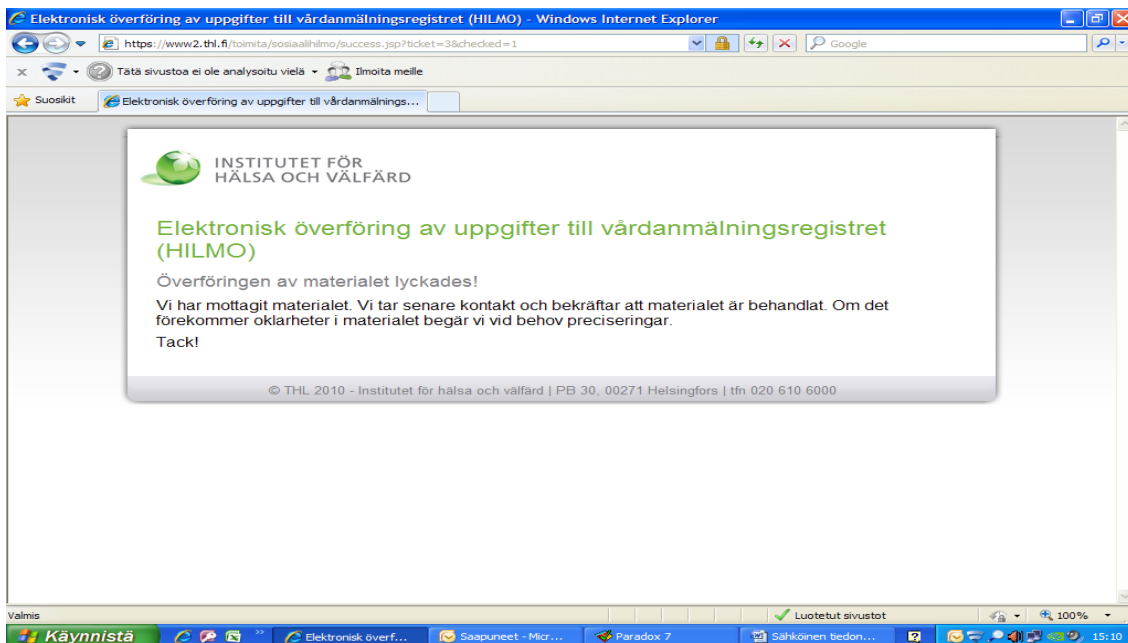 Elektronisk överföring av uppgifter till vårdanmälningsregistret (HILMO) - Windows Internet Explorer
https://www2.thl.fi/toimita/sosiaalihilmo/success.jsp?ticket=3&checked=1
Google
Tätä sivustoa ei ole analysoitu vielä
Ilmoita meille
Suosikit
Elektronisk överföring av uppgifter till vårdanmälnings...
INSTITUTET FÖR
HÄLSA OCH VÄLFÄRD
Elektronisk överföring av uppgifter till vårdanmälningsregistret
(HILMO)
Överföringen av materialet lyckades!
Vi har mottagit materialet. Vi tar senare kontakt och bekräftar att materialet är behandlat. Om det
förekommer oklarheter i materialet begär vi vid behov preciseringar.
Tack!
© THL 2010 - Institutet för hälsa och välfärd | PB 30, 00271 Helsingfors | tfn 020 610 6000
Valmis
Luotetut sivustot
100%
Käynnistä
Elektronisk överf...
Saapuneet - Micr...
Paradox 7
Sähköinen tiedon...
15:10